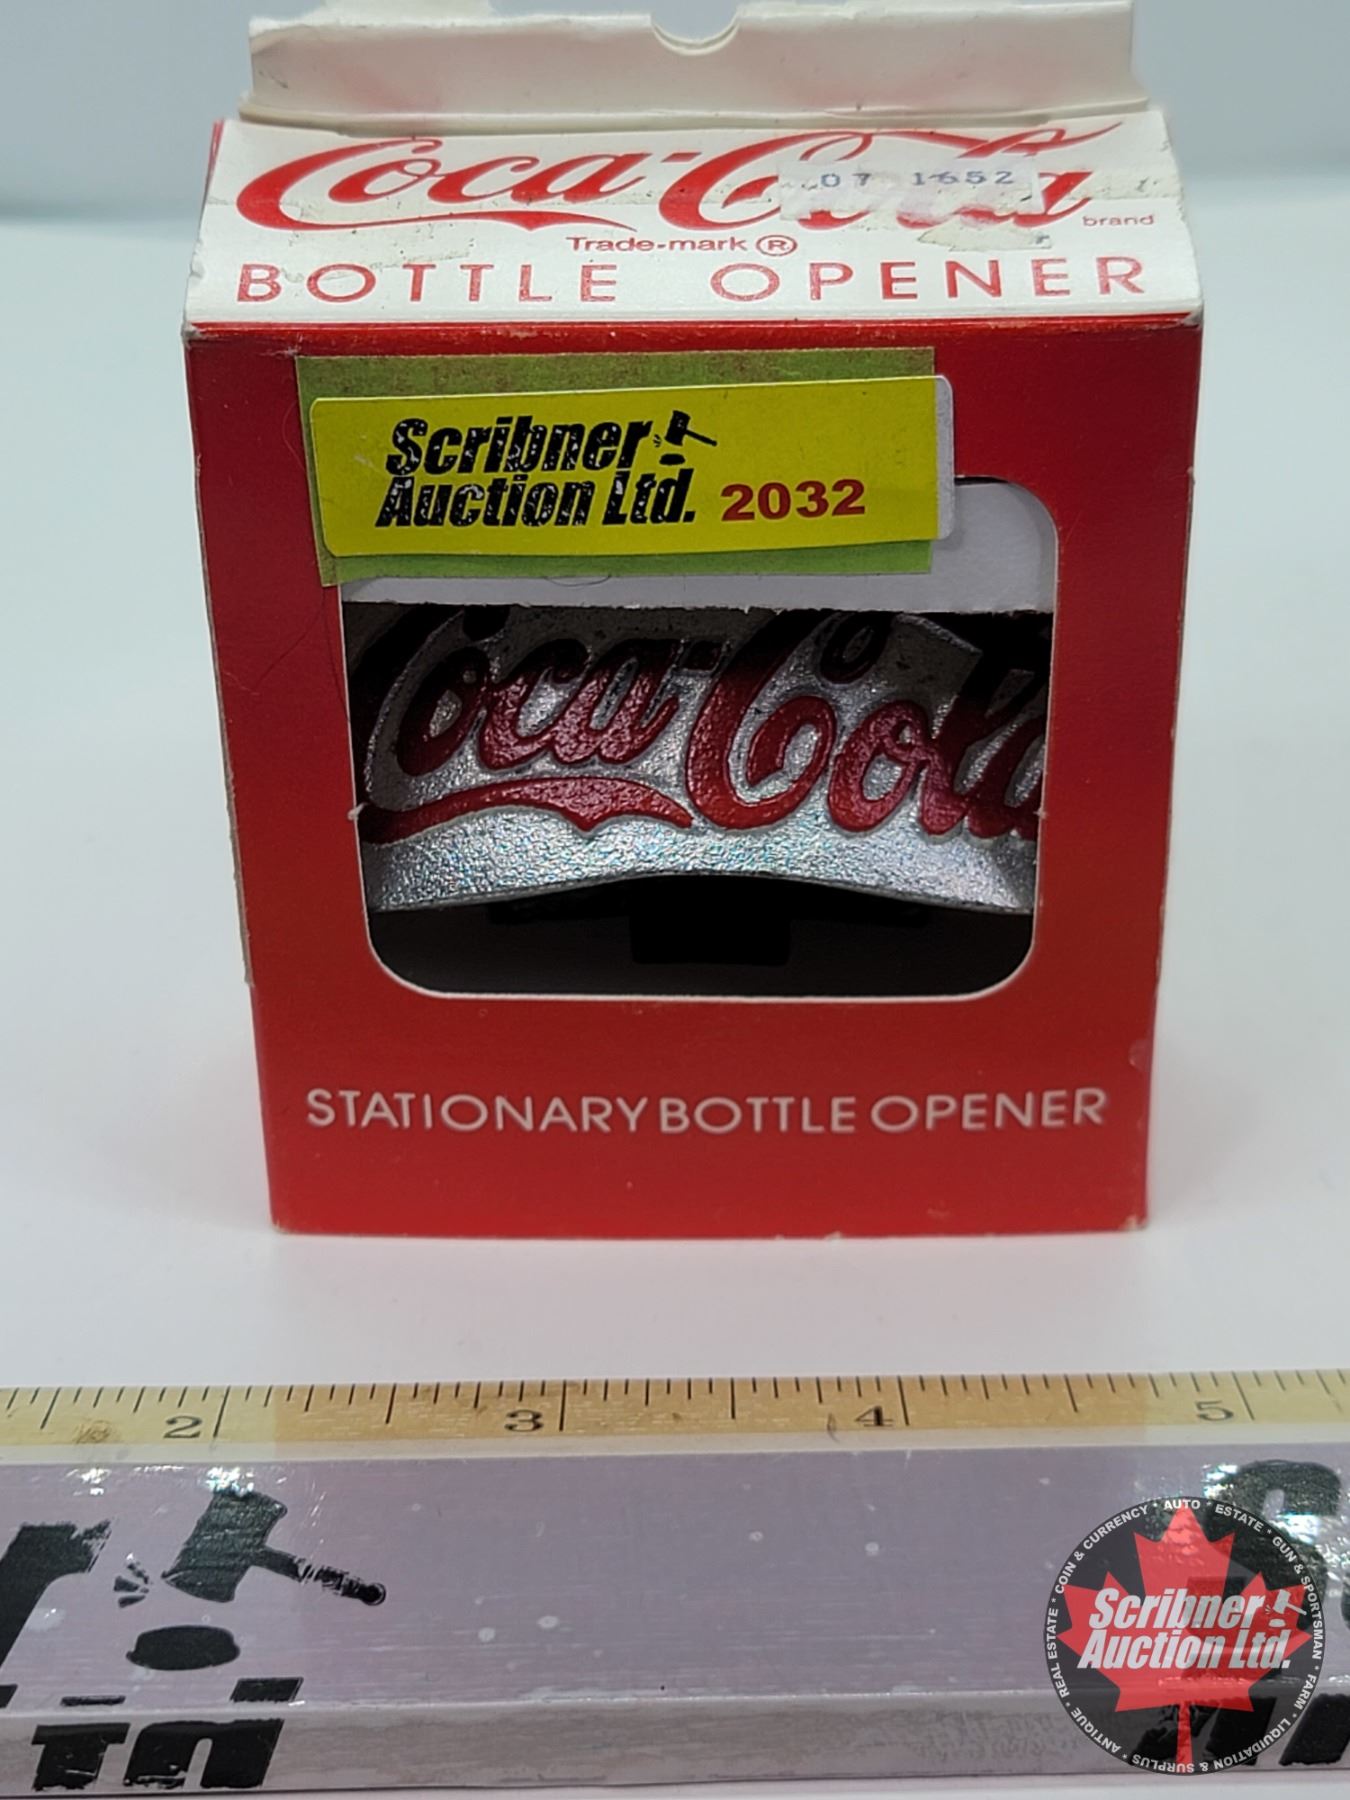 Coca-Cola
07 1652
brand
Trade-mark ®
BOTTLE OPENER
Scribner
Auction Ltd. 2032
Coca-Cola
STATIONARY BOTTLE OPENER
2 3 4 5
ANTIQUE * REAL ESTATE * COIN & CURRENCY * AUTO * ESTATE * GUN & SPORTSMAN * FARM * LIQUIDATION & SURPLUS *
Scribner
Auction Ltd.